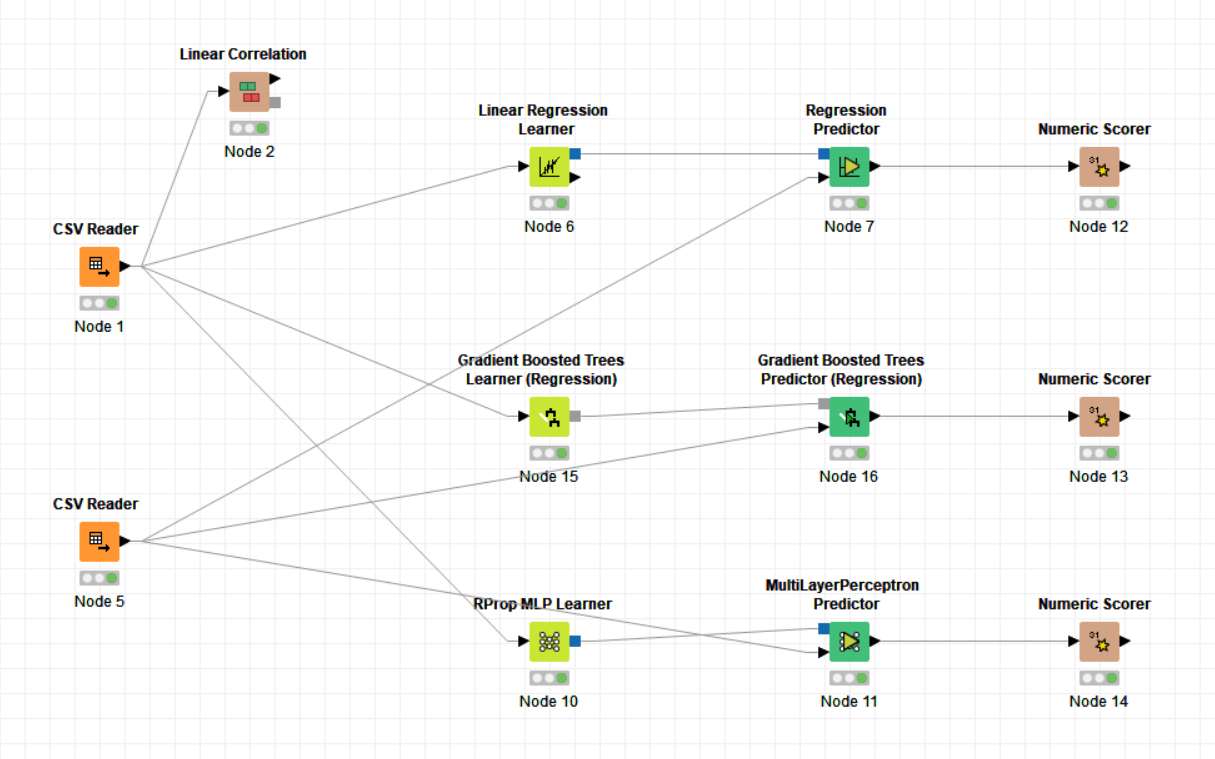 Linear Correlation
Node 2
Linear Regression
Learner
Node 6
Regression
Predictor
Node 7
Numeric Scorer
Node 12
CSV Reader
Node 1
Gradient Boosted Trees
Learner (Regression)
Node 15
Gradient Boosted Trees
Predictor (Regression)
Node 16
Numeric Scorer
Node 13
CSV Reader
Node 5
RProp MLP Learner
Node 10
MultiLayerPerceptron
Predictor
Node 11
Numeric Scorer
Node 14